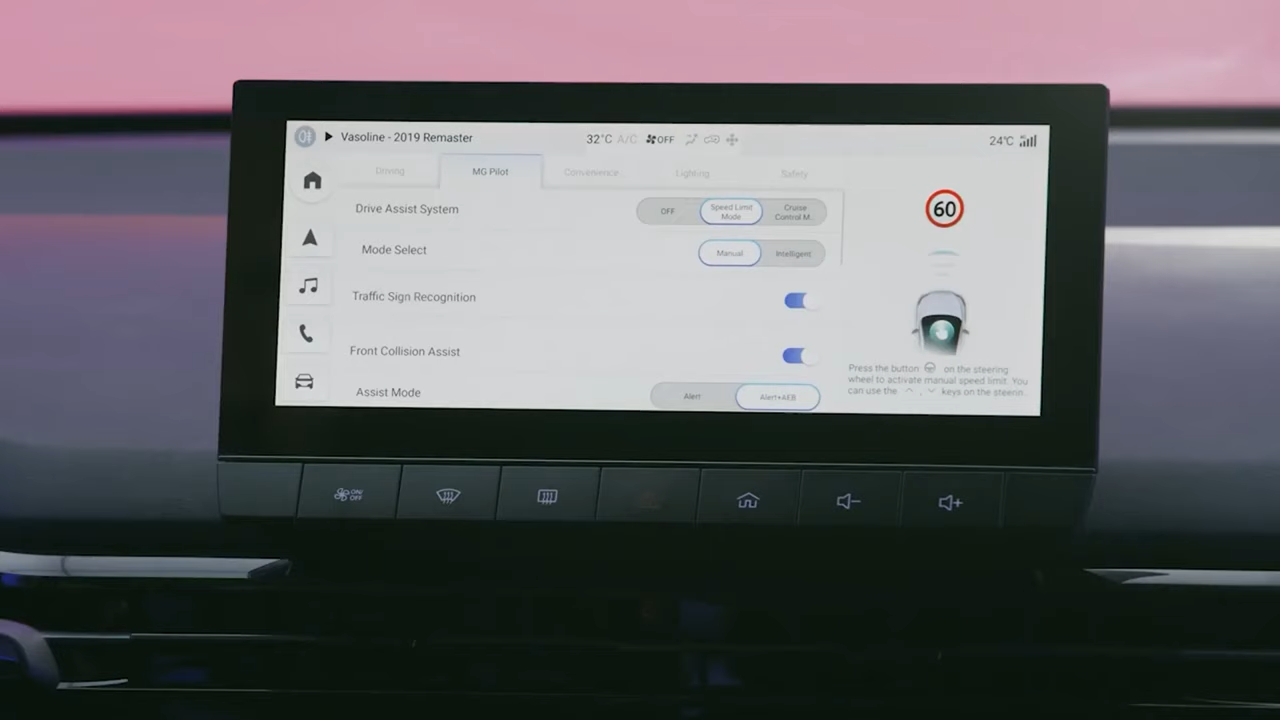 Vasoline - 2019 Remaster
32°C A/C OFF
24°C
Driving
MG Pilot
Convenience
Lighting
Safety
Drive Assist System
OFF
Speed Limit
Mode
Cruise
Control M..
Mode Select
Manual
Intelligent
Traffic Sign Recognition
Front Collision Assist
Assist Mode
Alert
Alert+AEB
60
Press the button on the steering
wheel to activate manual speed limit. You
can use the , keys on the steerin..
ON/
OFF